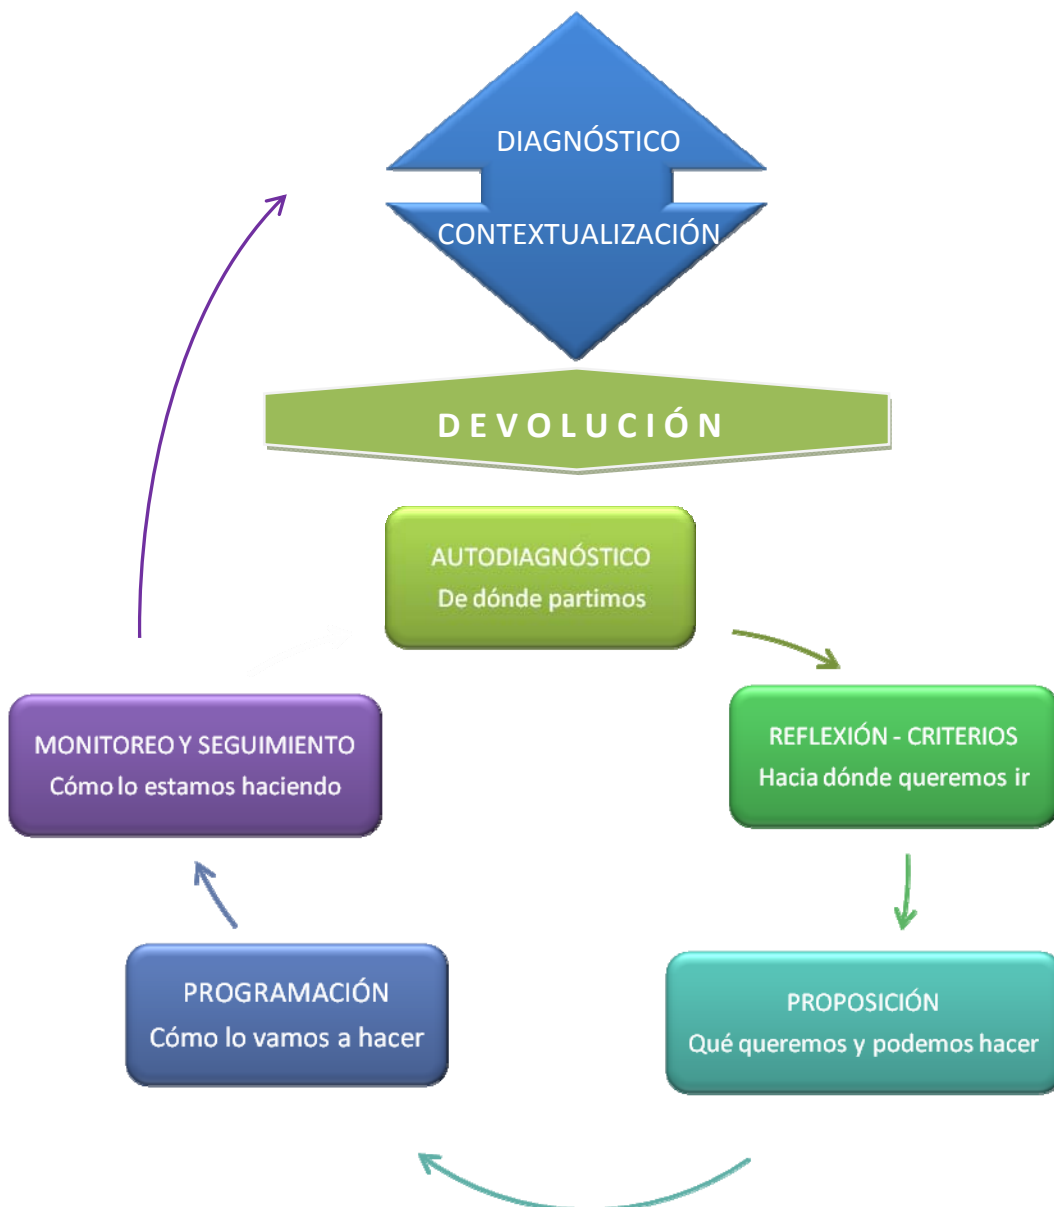 DIAGNÓSTICO
CONTEXTUALIZACIÓN
DEVOLUCIÓN
AUTODIAGNÓSTICO
De dónde partimos
REFLEXIÓN - CRITERIOS
Hacia dónde queremos ir
PROPOSICIÓN
Qué queremos y podemos hacer
PROGRAMACIÓN
Cómo lo vamos a hacer
MONITOREO Y SEGUIMIENTO
Cómo lo estamos haciendo